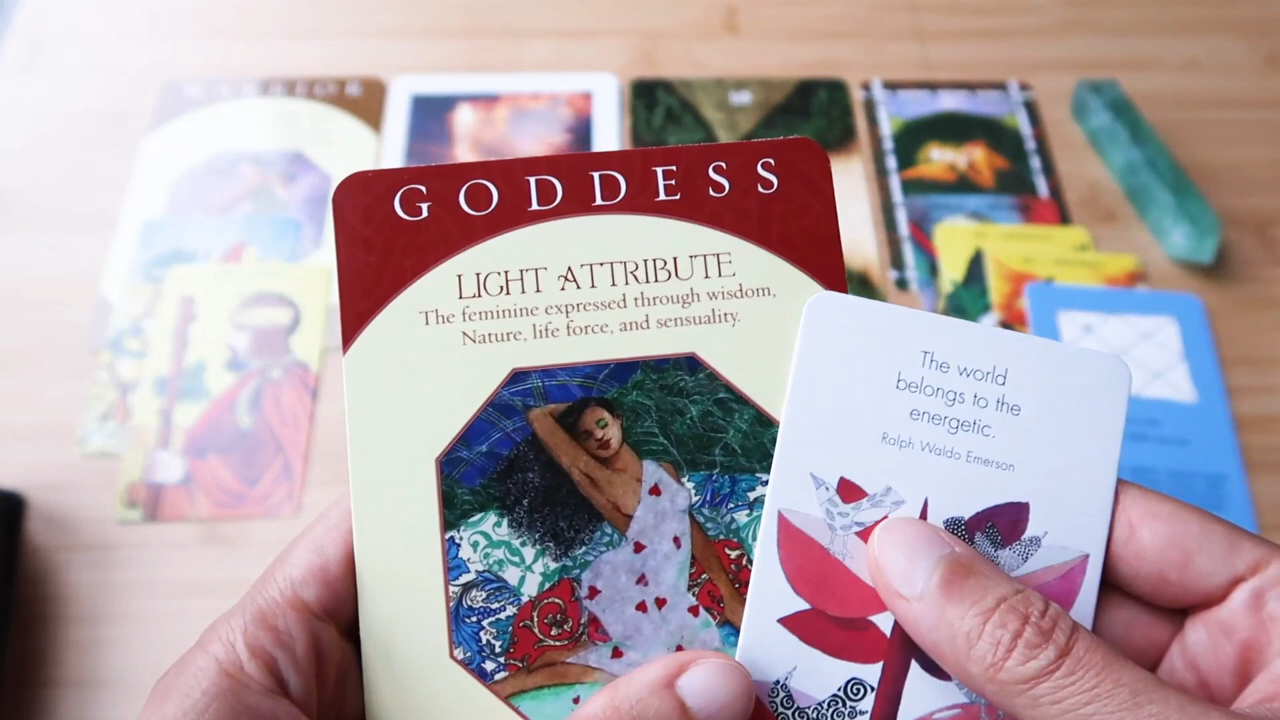 WARRIOR
GODDESS
LIGHT ATTRIBUTE
The feminine expressed through wisdom,
Nature, life force, and sensuality.
The world
belongs to the
energetic.
Ralph Waldo Emerson